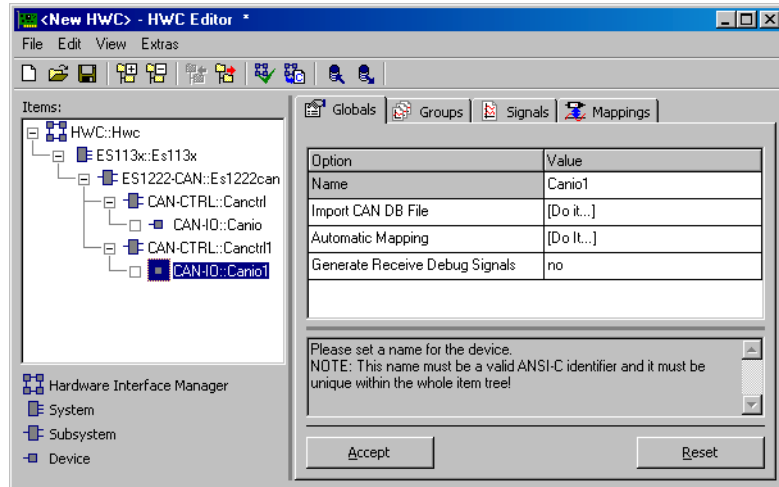 <New HWC> - HWC Editor *
File Edit View Extras
Items:
HWC::Hwc
ES113x::Es113x
ES1222-CAN::Es1222can
CAN-CTRL::Canctrl
CAN-IO::Canio
CAN-CTRL::Canctrl1
CAN-IO::Canio1
Hardware Interface Manager
System
Subsystem
Device
Globals Groups Signals Mappings
Option Value
Name Canio1
Import CAN DB File [Do it...]
Automatic Mapping [Do It...]
Generate Receive Debug Signals no
Please set a name for the device.
NOTE: This name must be a valid ANSI-C identifier and it must be
unique within the whole item tree!
Accept Reset